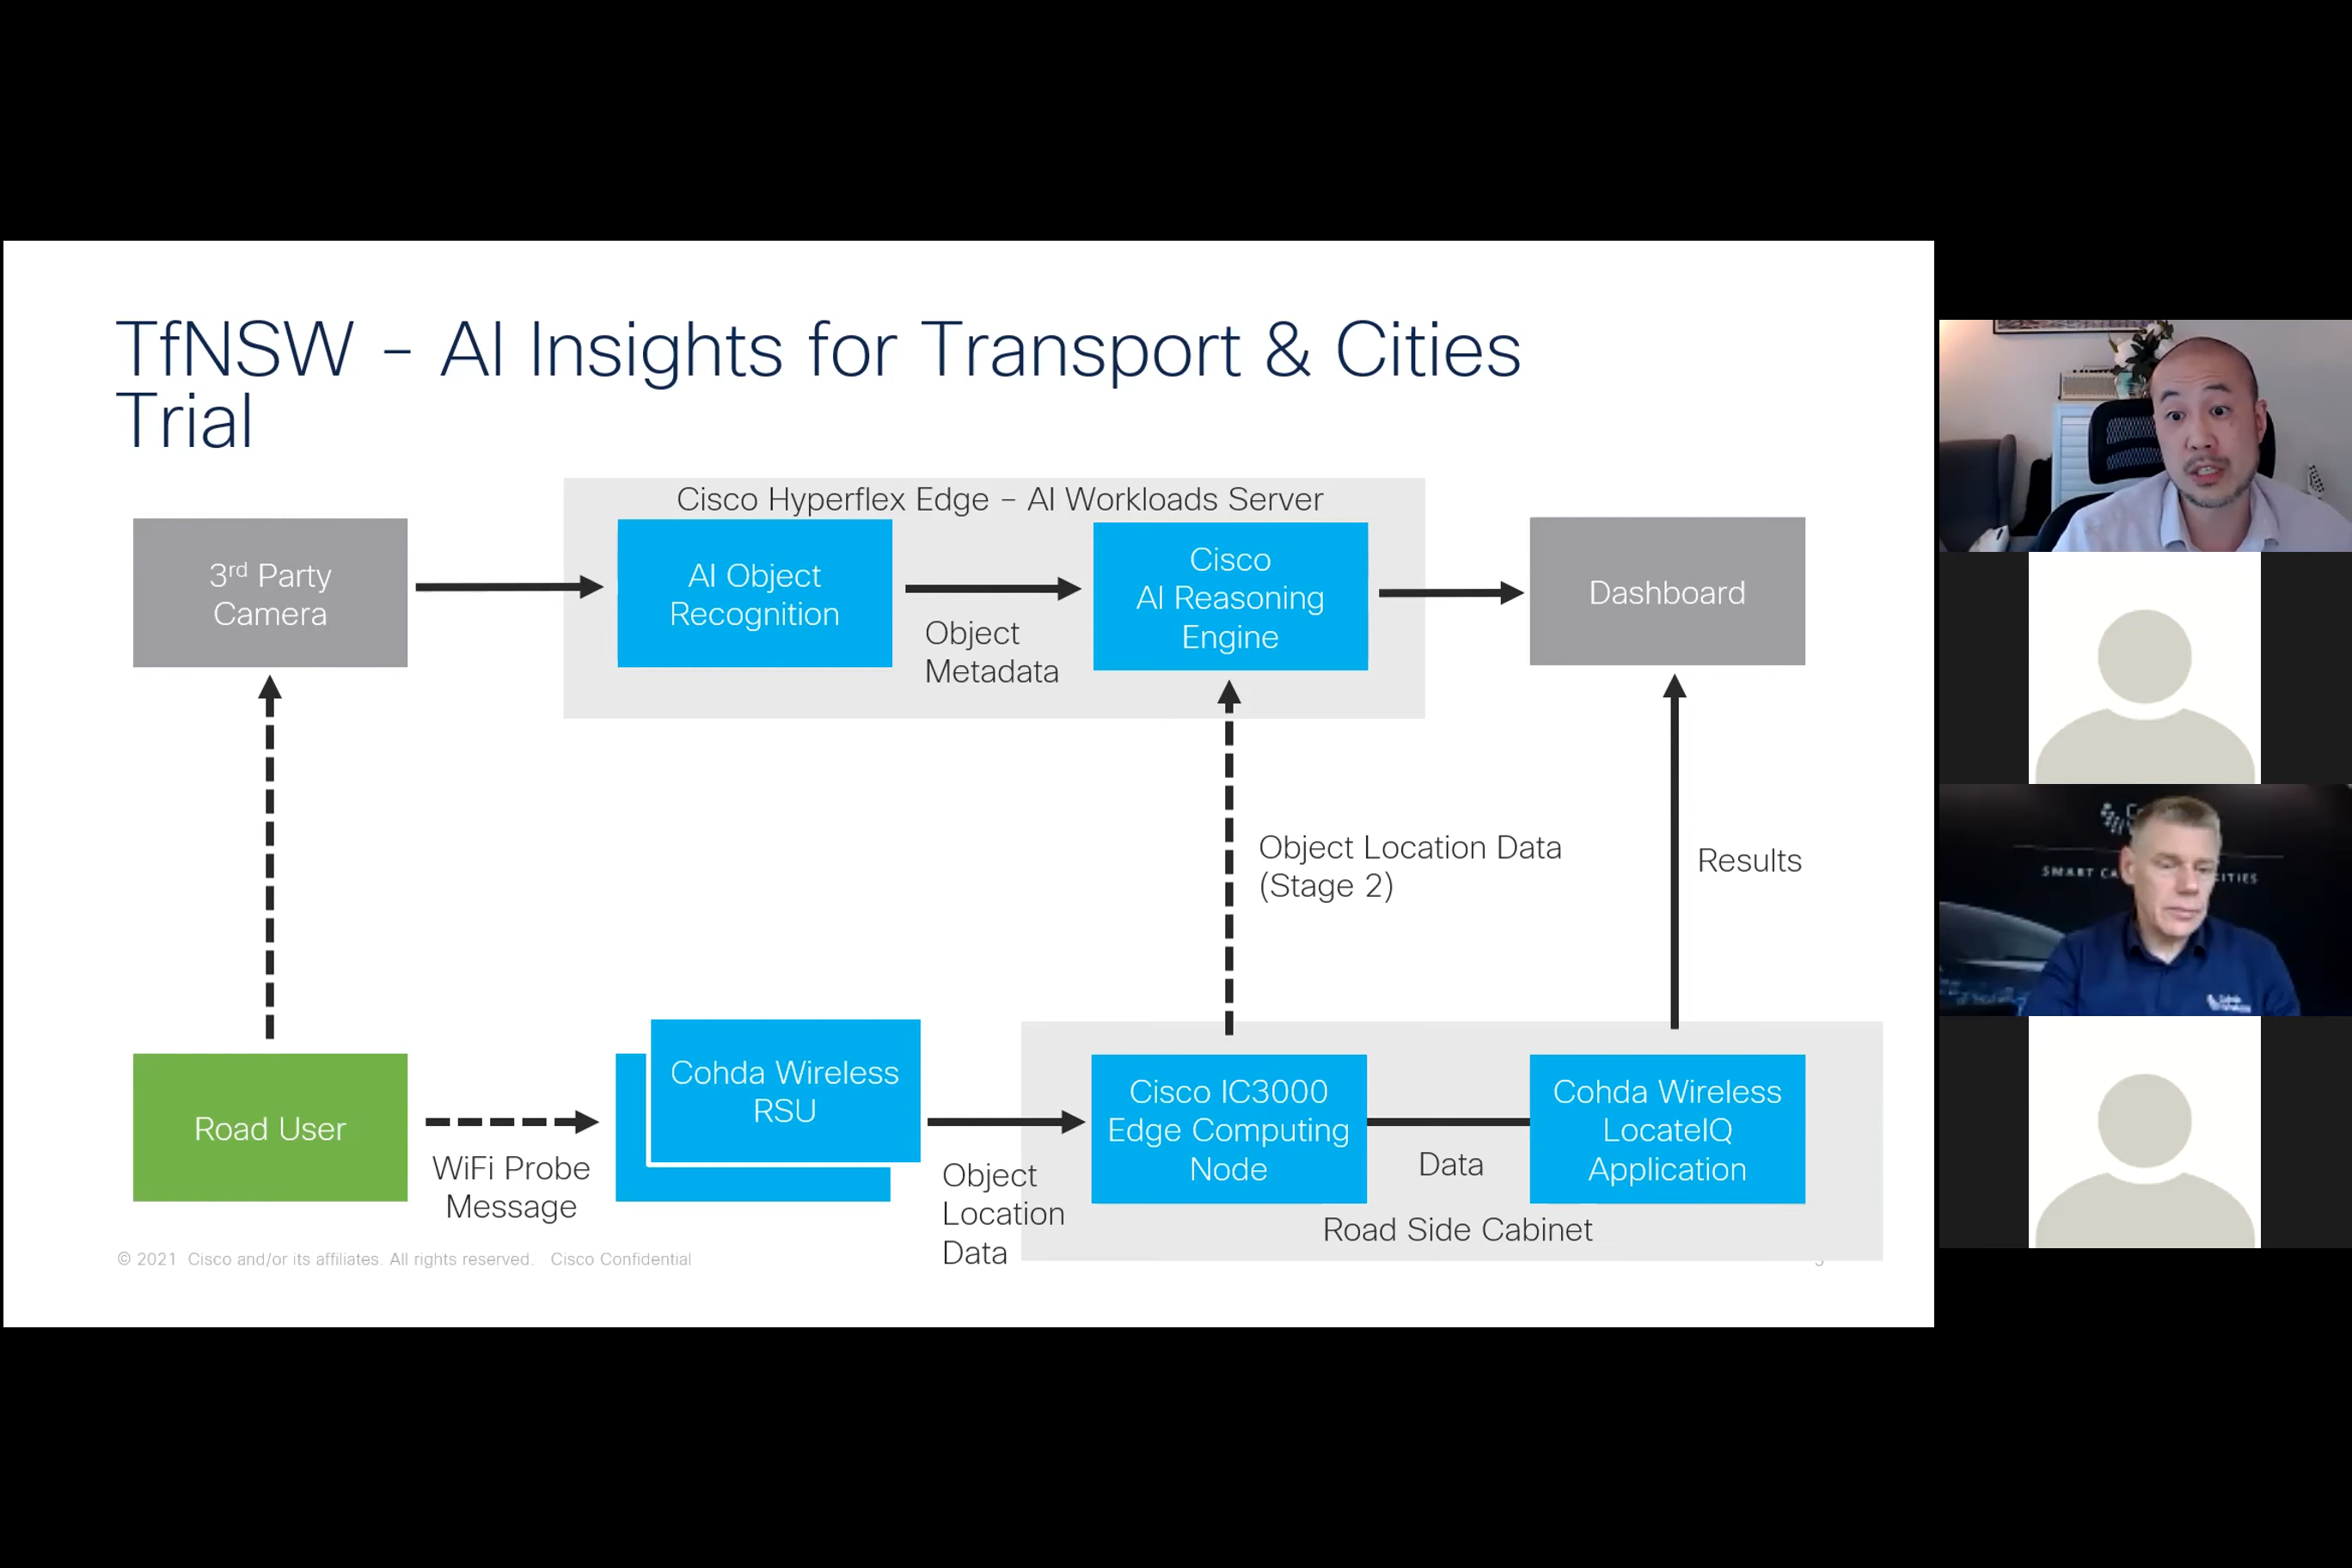 TfNSW – AI Insights for Transport & Cities
Trial
Cisco Hyperflex Edge – AI Workloads Server
3rd Party
Camera
AI Object
Recognition
Object
Metadata
Cisco
AI Reasoning
Engine
Dashboard
Object Location Data
(Stage 2)
Results
Road User
WiFi Probe
Message
Cohda Wireless
RSU
Object
Location
Data
Cisco IC3000
Edge Computing
Node
Data
Cohda Wireless
LocateIQ
Application
Road Side Cabinet
© 2021 Cisco and/or its affiliates. All rights reserved. Cisco Confidential
SMART